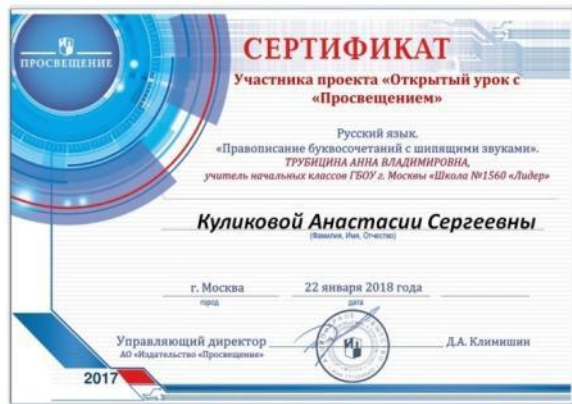 ПРОСВЕЩЕНИЕ
СЕРТИФИКАТ
Участника проекта «Открытый урок с
«Просвещением»
Русский язык.
«Правописание буквосочетаний с шипящими звуками».
ТРУБИЦИНА АННА ВЛАДИМИРОВНА,
учитель начальных классов ГБОУ г. Москвы «Школа №1560 «Лидер»
Куликовой Анастасии Сергеевны
(Фамилия, Имя, Отчество)
г. Москва 22 января 2018 года
город дата
Управляющий директор Д.А. Климишин
АО «Издательство «Просвещение»
2017